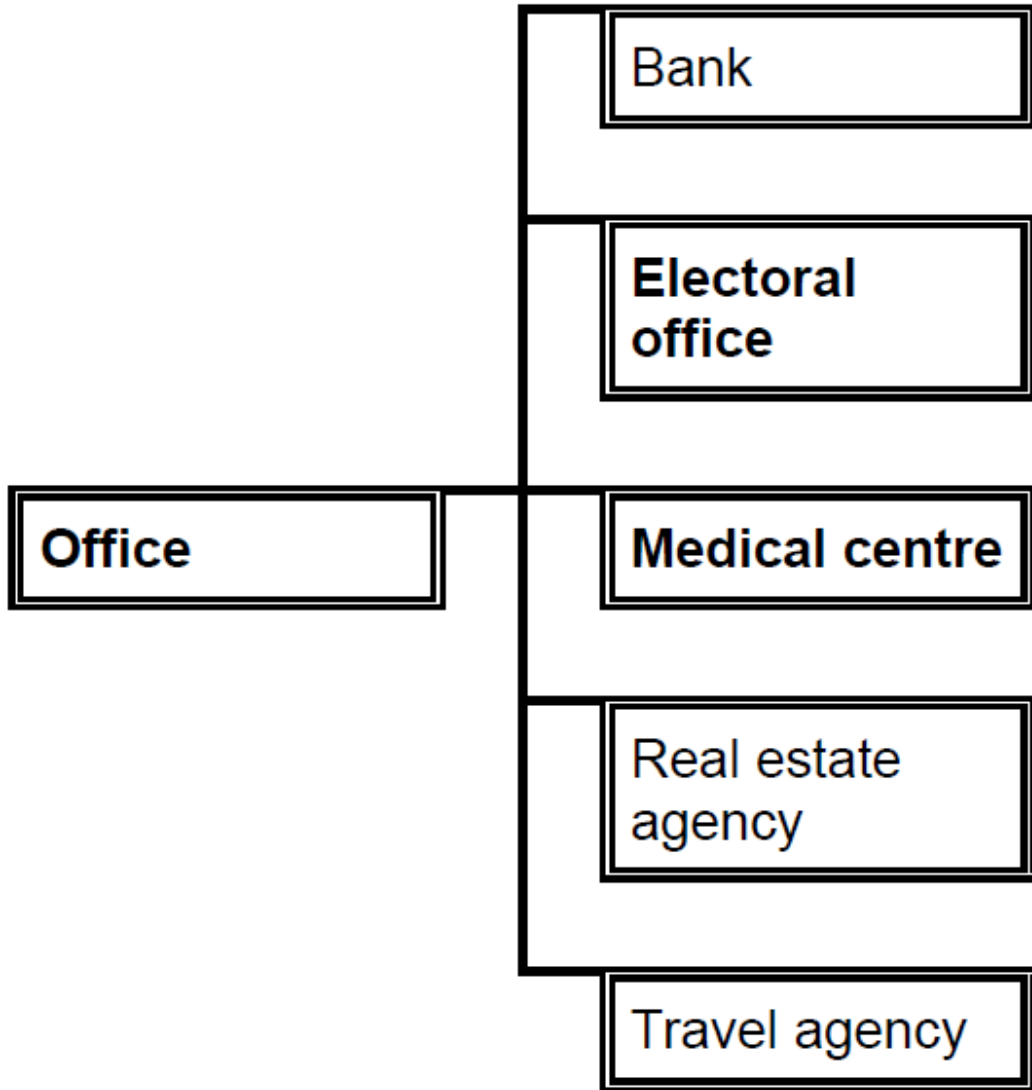 Bank
Electoral
office
Office
Medical centre
Real estate
agency
Travel agency